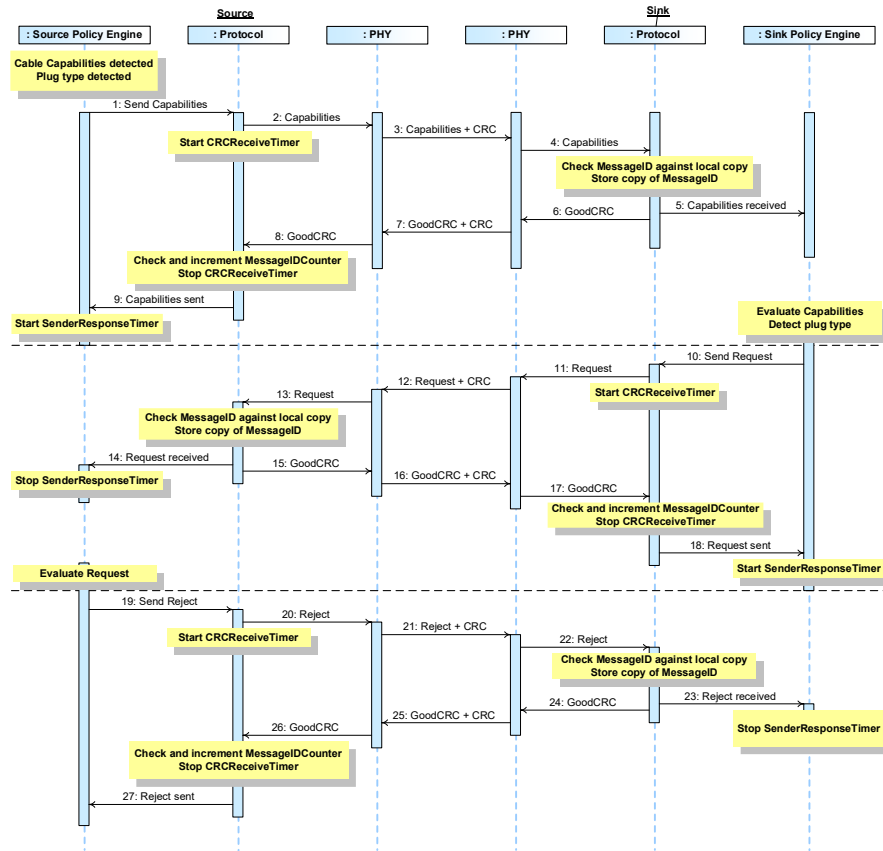 Source
Sink
: Source Policy Engine
: Protocol
: PHY
: PHY
: Protocol
: Sink Policy Engine
Cable Capabilities detected
Plug type detected
1: Send Capabilities
2: Capabilities
3: Capabilities + CRC
Start CRCReceiveTimer
4: Capabilities
Check MessageID against local copy
Store copy of MessageID
5: Capabilities received
6: GoodCRC
7: GoodCRC + CRC
8: GoodCRC
Check and increment MessageIDCounter
Stop CRCReceiveTimer
9: Capabilities sent
Start SenderResponseTimer
Evaluate Capabilities
Detect plug type
10: Send Request
11: Request
Start CRCReceiveTimer
12: Request + CRC
13: Request
Check MessageID against local copy
Store copy of MessageID
14: Request received
Stop SenderResponseTimer
15: GoodCRC
16: GoodCRC + CRC
17: GoodCRC
Check and increment MessageIDCounter
Stop CRCReceiveTimer
18: Request sent
Start SenderResponseTimer
Evaluate Request
19: Send Reject
20: Reject
Start CRCReceiveTimer
21: Reject + CRC
22: Reject
Check MessageID against local copy
Store copy of MessageID
23: Reject received
Stop SenderResponseTimer
24: GoodCRC
25: GoodCRC + CRC
26: GoodCRC
Check and increment MessageIDCounter
Stop CRCReceiveTimer
27: Reject sent